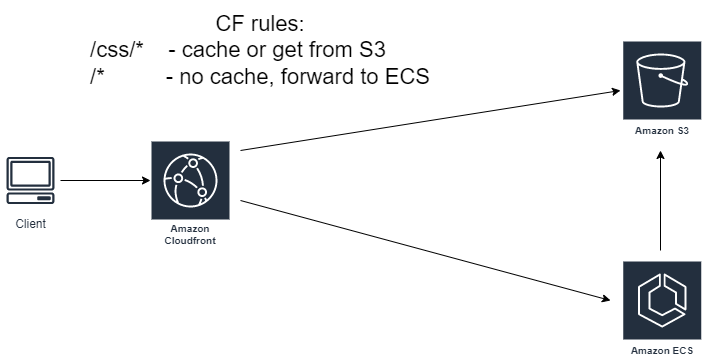 CF rules:
/css/* - cache or get from S3
/* - no cache, forward to ECS
Amazon S3
Client
Amazon
Cloudfront
Amazon ECS